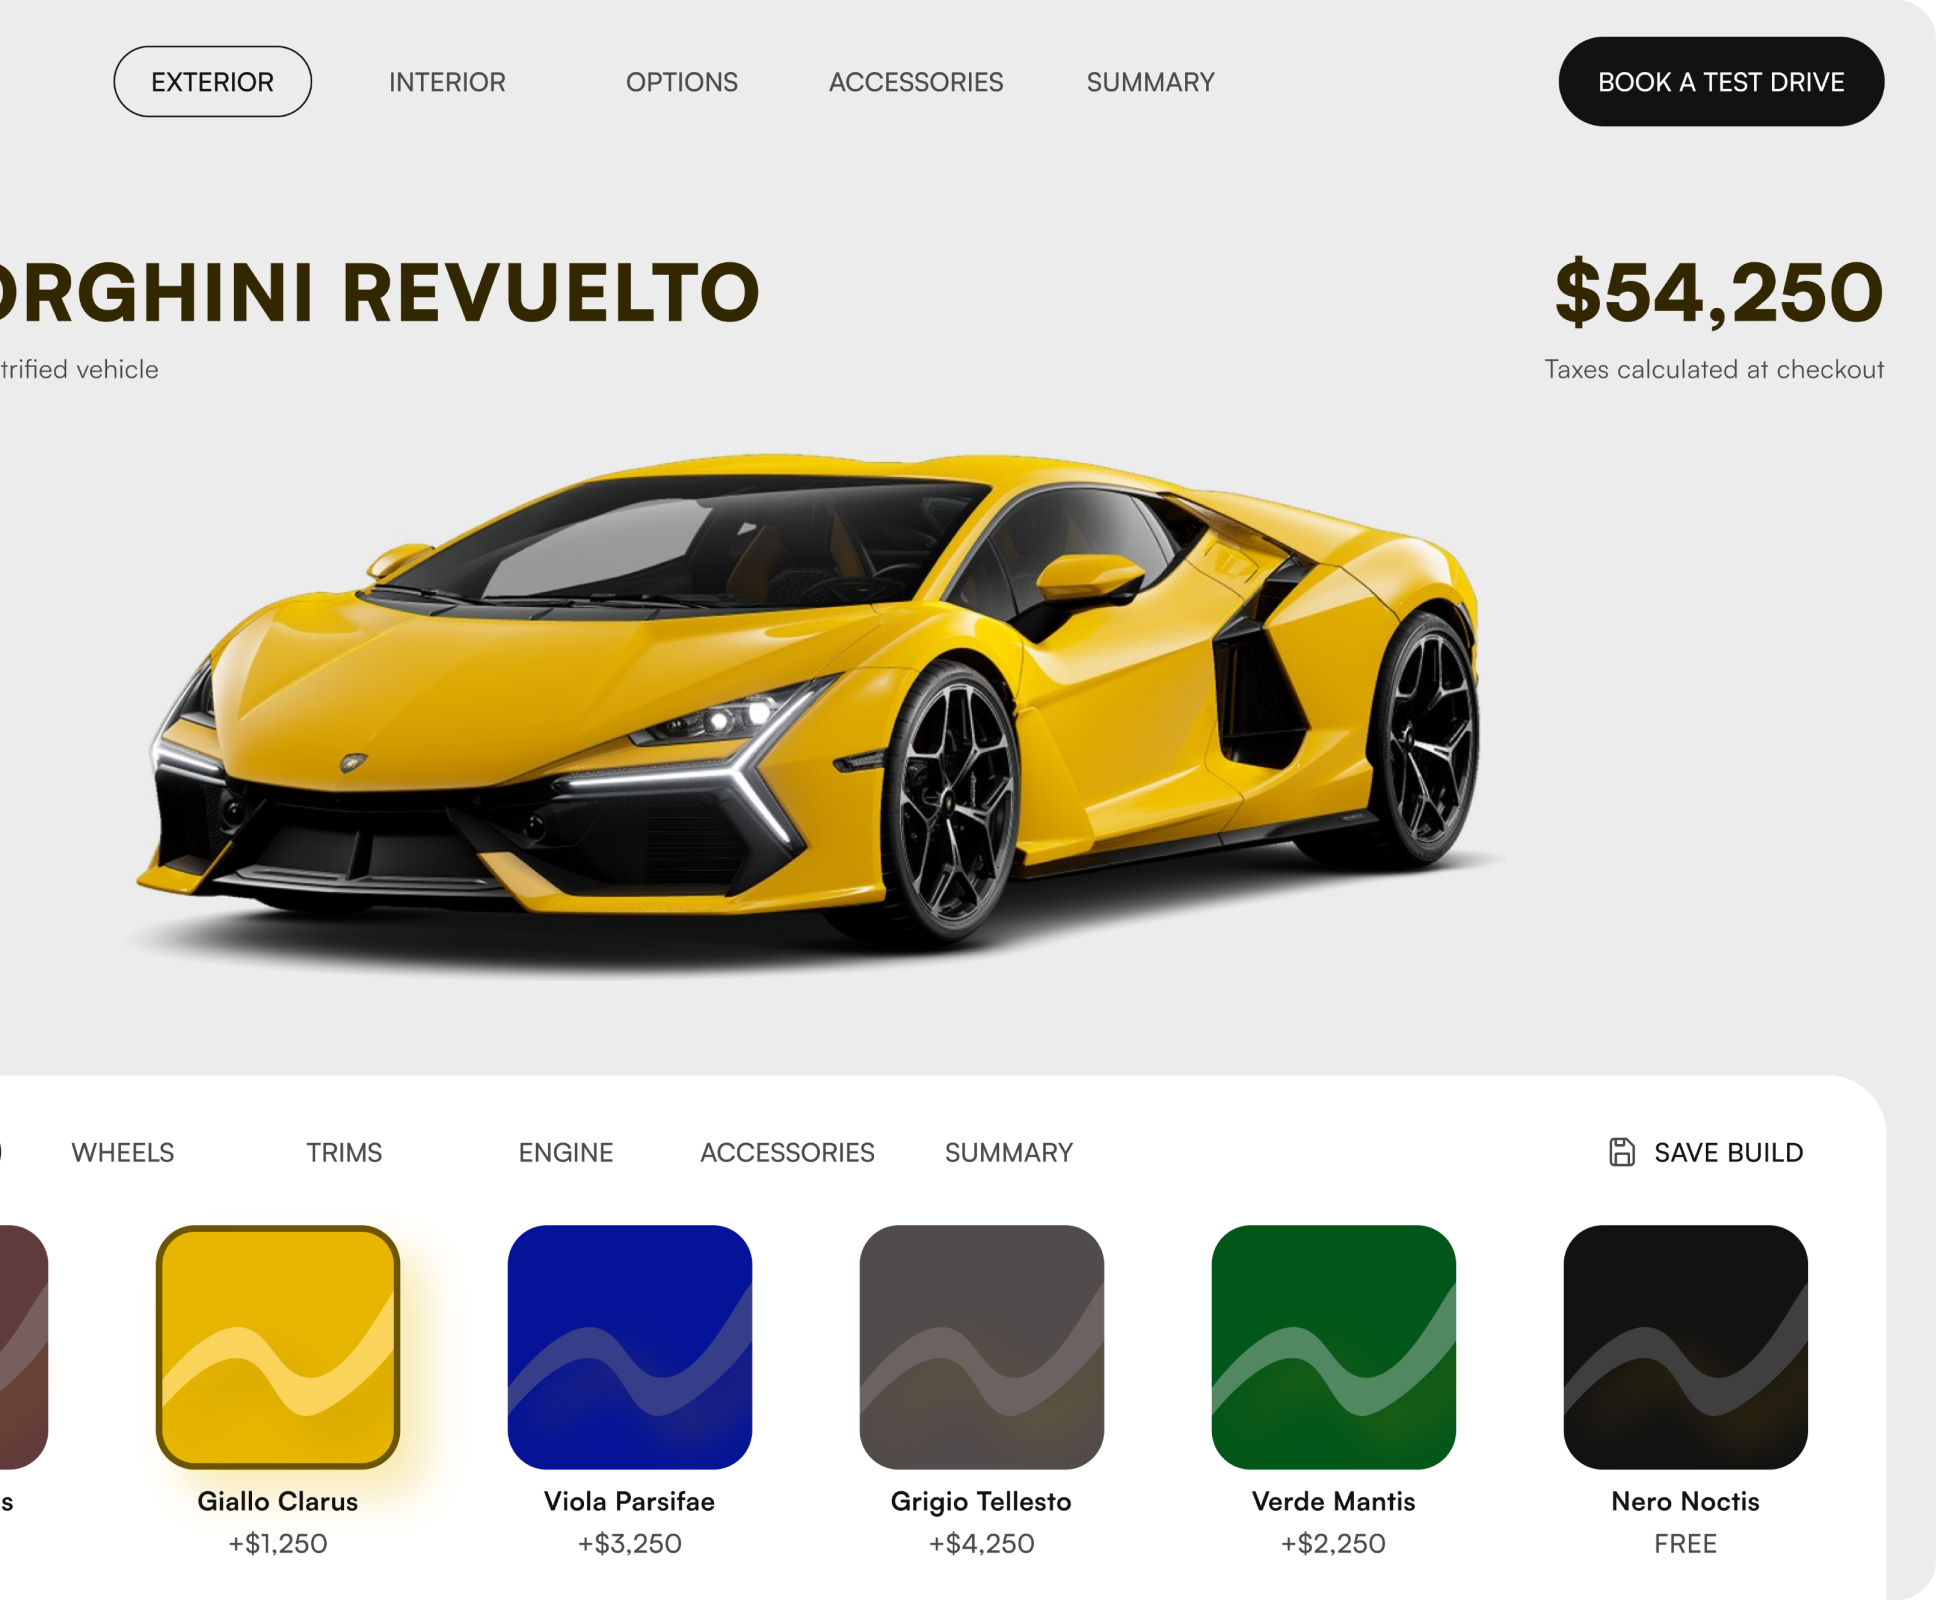 EXTERIOR INTERIOR OPTIONS ACCESSORIES SUMMARY BOOK A TEST DRIVE
ORGHINI REVUELTO $54,250
trified vehicle Taxes calculated at checkout
WHEELS TRIMS ENGINE ACCESSORIES SUMMARY SAVE BUILD
s Giallo Clarus Viola Parsifae Grigio Tellesto Verde Mantis Nero Noctis
+$1,250 +$3,250 +$4,250 +$2,250 FREE